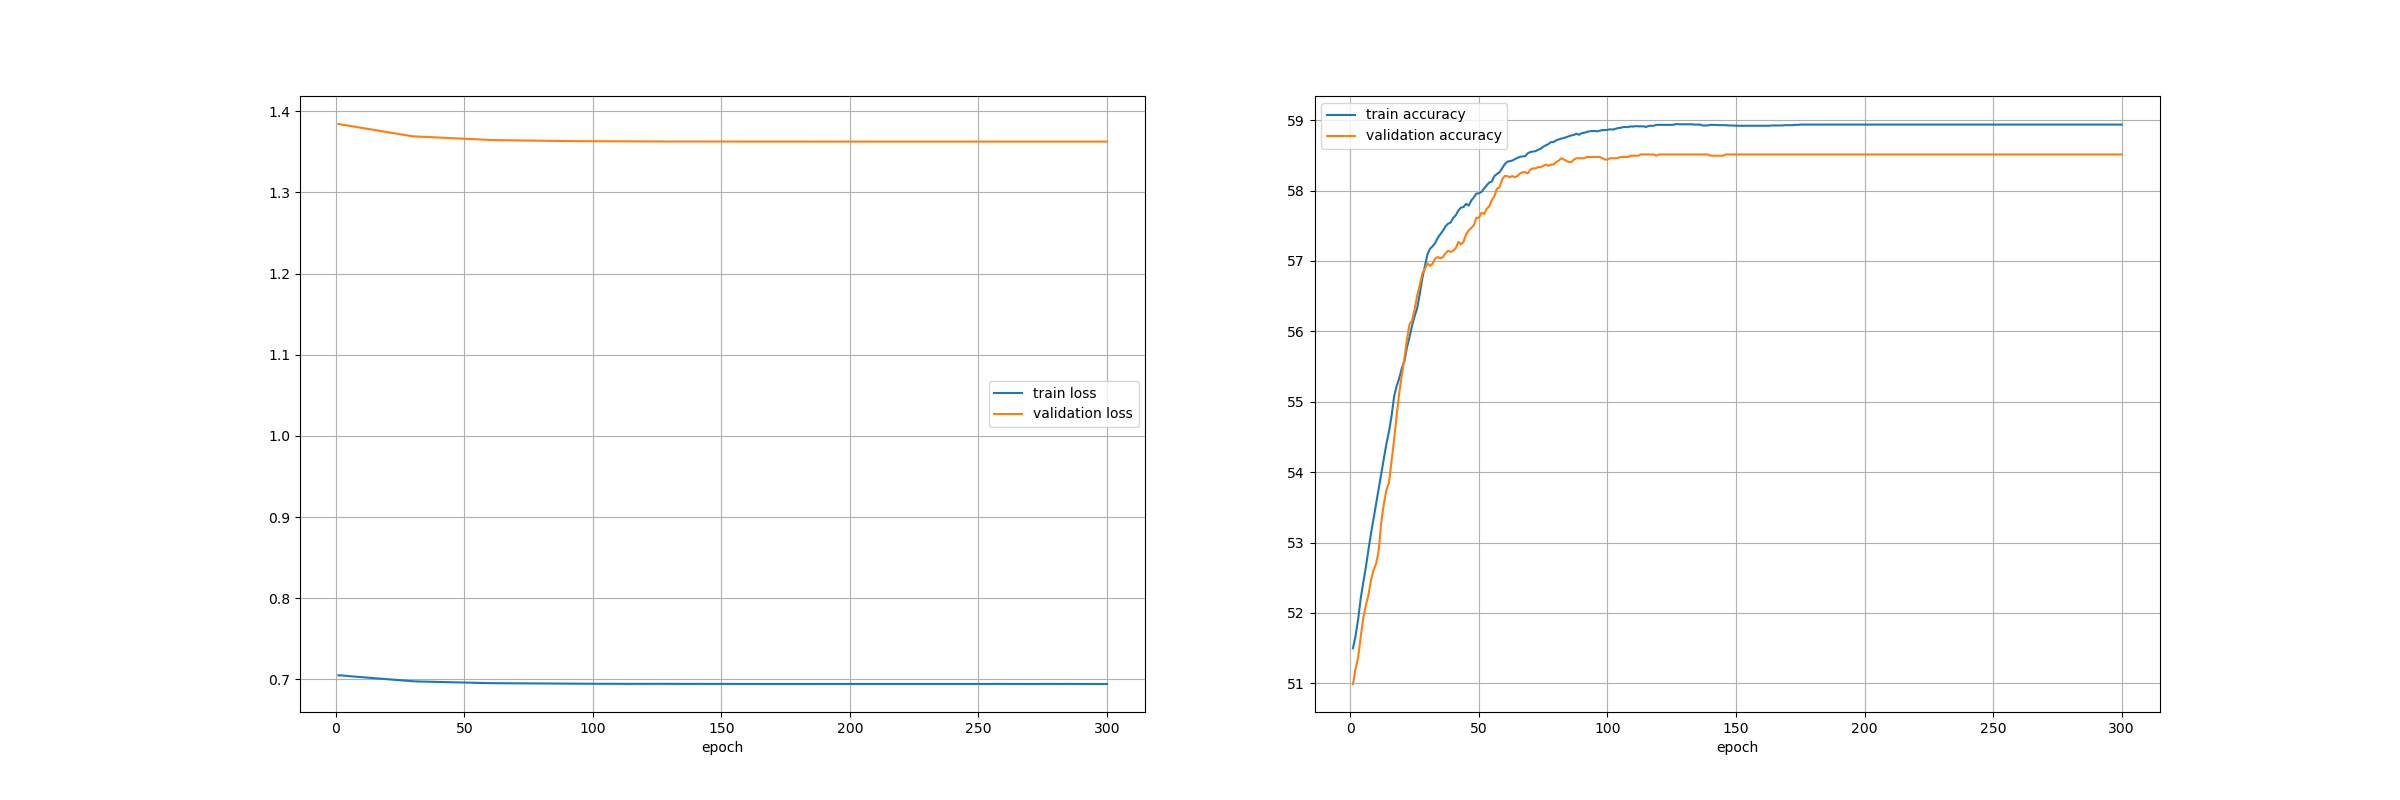 1.4
1.3
1.2
1.1
1.0
0.9
0.8
0.7
0 50 100 150 200 250 300
epoch
train loss
validation loss
train accuracy
validation accuracy
59
58
57
56
55
54
53
52
51
0 50 100 150 200 250 300
epoch